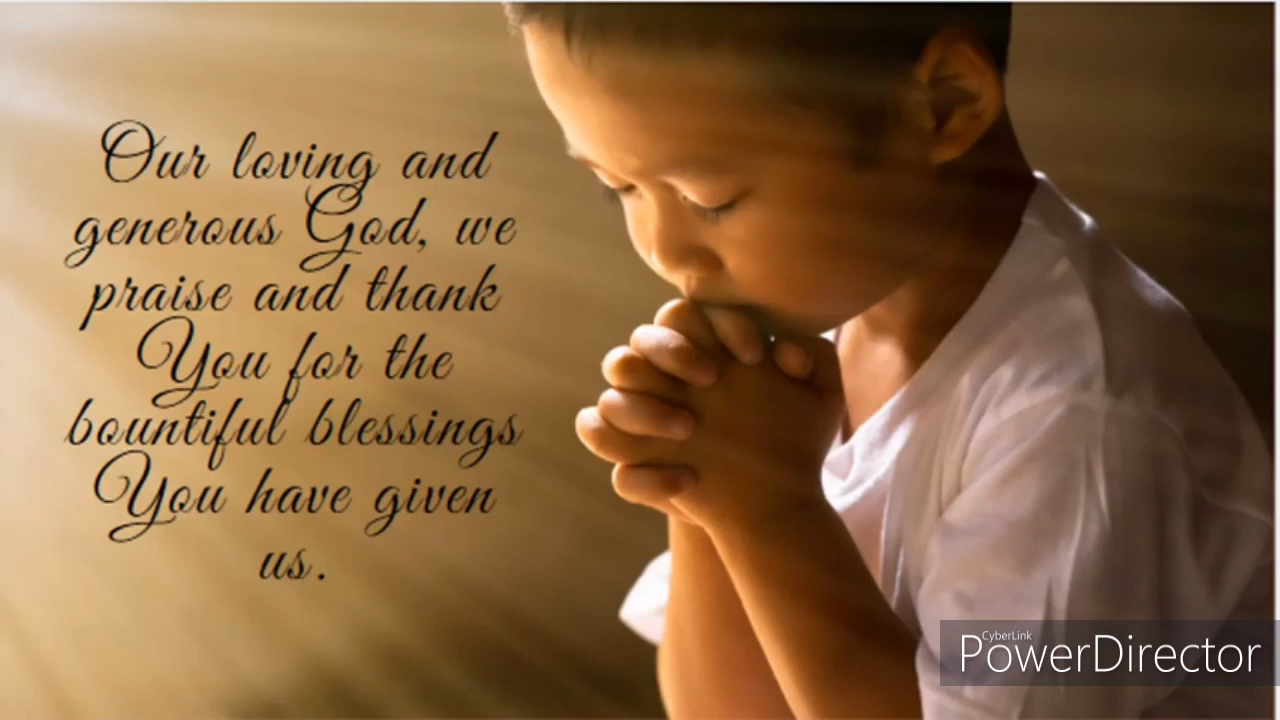 Our loving and
generous God, we
praise and thank
You for the
bountiful blessings
You have given
us.
CyberLink
PowerDirector